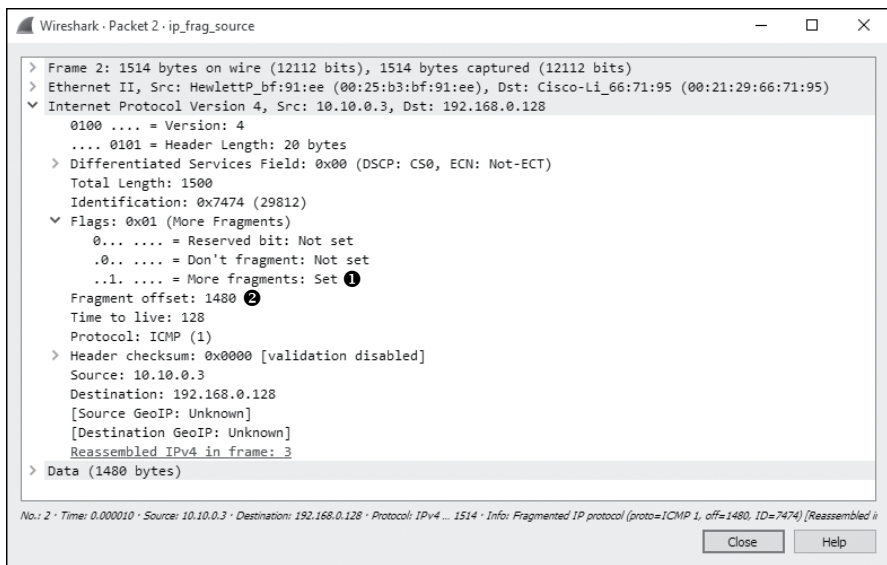 Wireshark · Packet 2 · ip_frag_source
> Frame 2: 1514 bytes on wire (12112 bits), 1514 bytes captured (12112 bits)
> Ethernet II, Src: HewlettP_bf:91:ee (00:25:b3:bf:91:ee), Dst: Cisco-Li_66:71:95 (00:21:29:66:71:95)
Internet Protocol Version 4, Src: 10.10.0.3, Dst: 192.168.0.128
0100 .... = Version: 4
.... 0101 = Header Length: 20 bytes
> Differentiated Services Field: 0x00 (DSCP: CS0, ECN: Not-ECT)
Total Length: 1500
Identification: 0x7474 (29812)
Flags: 0x01 (More Fragments)
0... .... = Reserved bit: Not set
.0.. .... = Don't fragment: Not set
..1. .... = More fragments: Set ❶
Fragment offset: 1480 ❷
Time to live: 128
Protocol: ICMP (1)
> Header checksum: 0x0000 [validation disabled]
Source: 10.10.0.3
Destination: 192.168.0.128
[Source GeoIP: Unknown]
[Destination GeoIP: Unknown]
Reassembled IPv4 in frame: 3
> Data (1480 bytes)
No.: 2 · Time: 0.000010 · Source: 10.10.0.3 · Destination: 192.168.0.128 · Protocol: IPv4 ... 1514 · Info: Fragmented IP protocol (proto=ICMP 1, off=1480, ID=7474) [Reassembled i
Close
Help